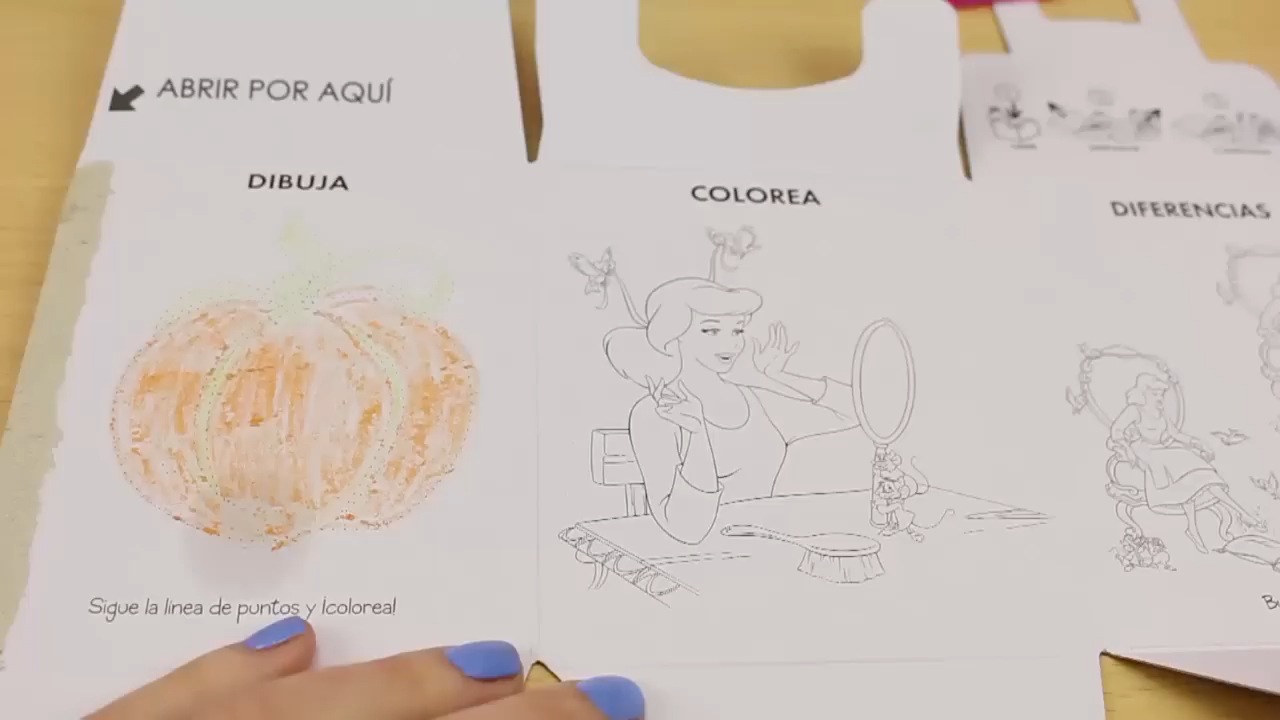 ABRIR POR AQUÍ
DIBUJA
COLOREA
DIFERENCIAS
Sigue la linea de puntos y ¡colorea!